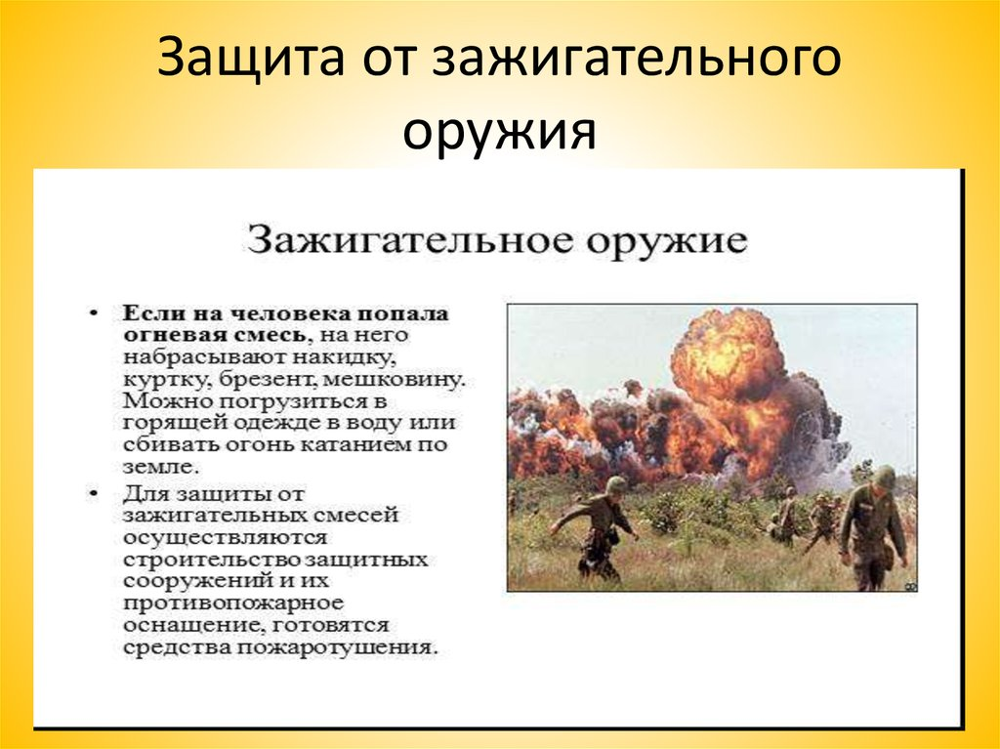 Защита от зажигательного
оружия
Зажигательное оружие
• Если на человека попала
огневая смесь, на него
набрасывают накидку,
куртку, брезент, мешковину.
Можно погрузиться в
горящей одежде в воду или
сбивать огонь катанием по
земле.
• Для защиты от
зажигательных смесей
осуществляются
строительство защитных
сооружений и их
противопожарное
оснащение, готовятся
средства пожаротушения.